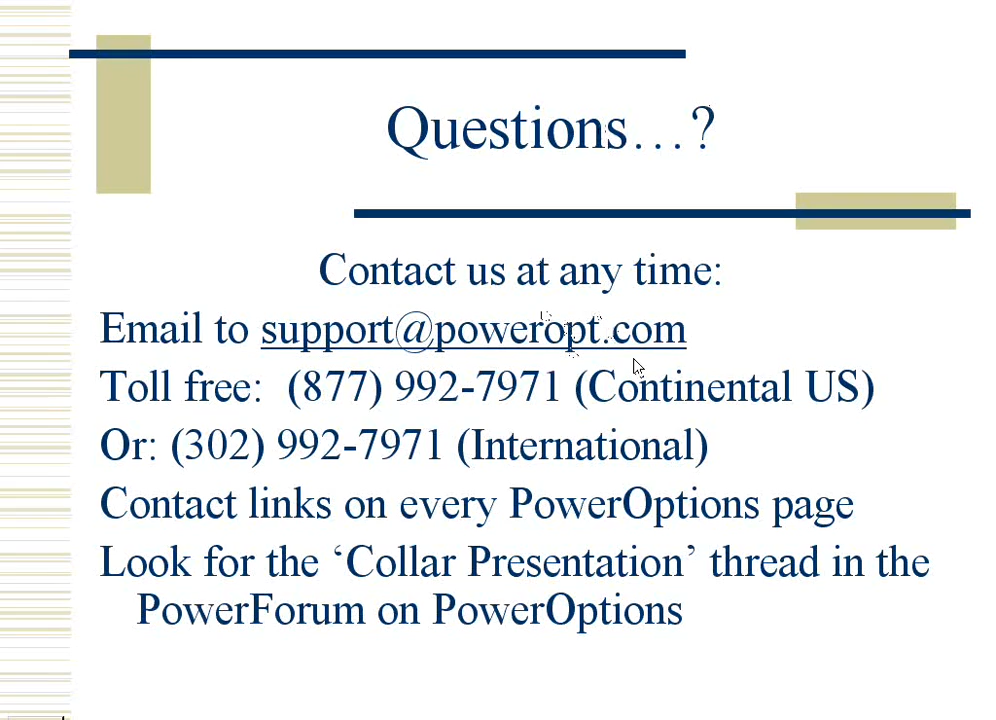 Questions…?
Contact us at any time:
Email to support@poweropt.com
Toll free:  (877) 992-7971 (Continental US)
Or: (302) 992-7971 (International)
Contact links on every PowerOptions page
Look for the ‘Collar Presentation’ thread in the
PowerForum on PowerOptions